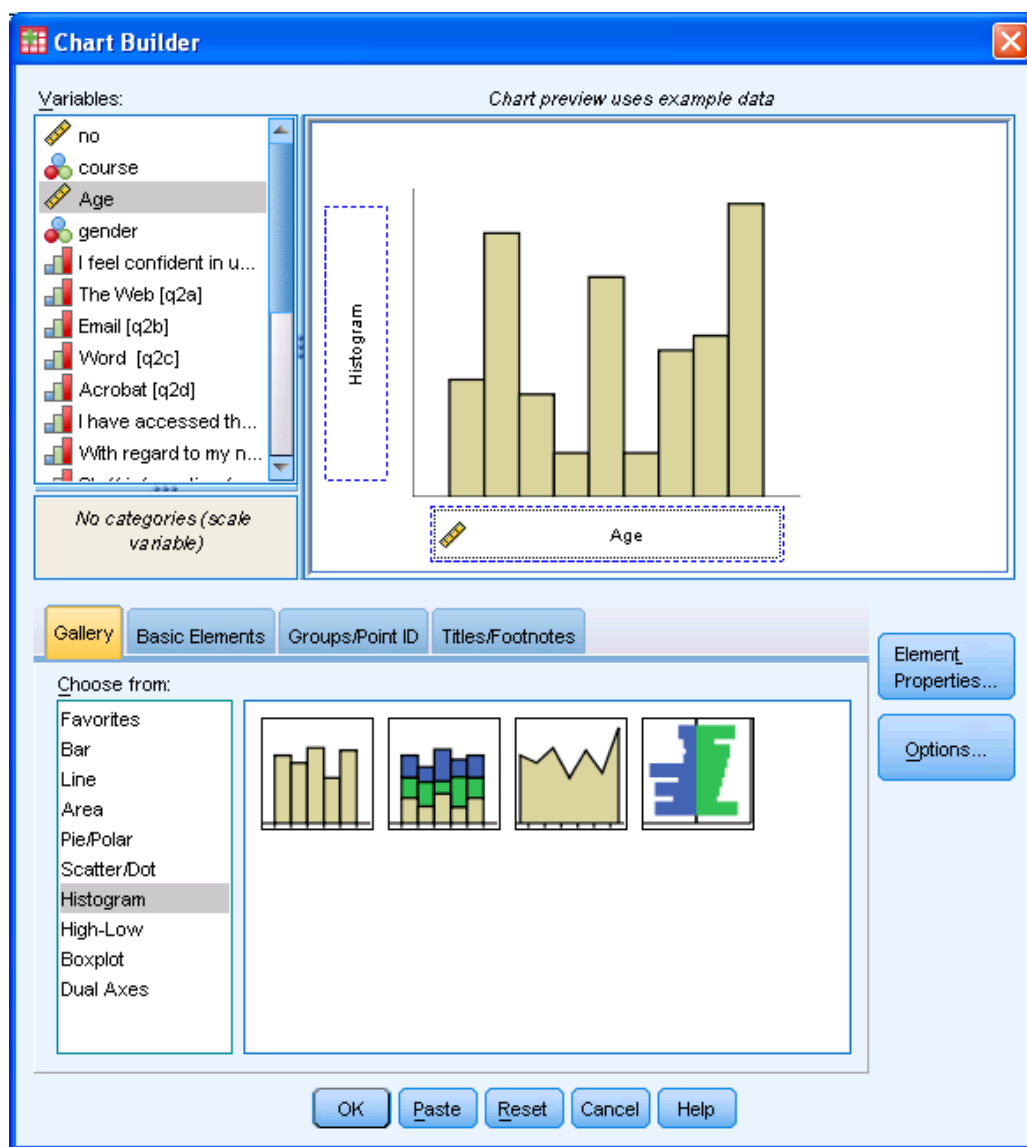 Chart Builder
Variables:
Chart preview uses example data
no
course
Age
gender
I feel confident in u...
The Web [q2a]
Email [q2b]
Word [q2c]
Acrobat [q2d]
I have accessed th...
With regard to my n...
No categories (scale
variable)
Histogram
Age
Gallery
Basic Elements
Groups/Point ID
Titles/Footnotes
Element
Properties...
Options...
Choose from:
Favorites
Bar
Line
Area
Pie/Polar
Scatter/Dot
Histogram
High-Low
Boxplot
Dual Axes
OK
Paste
Reset
Cancel
Help